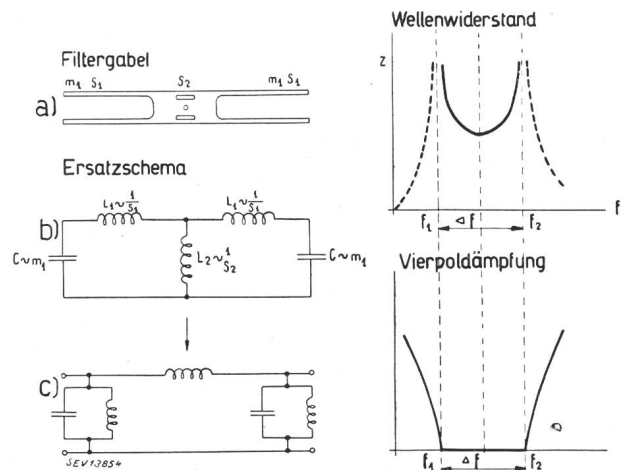 Filtergabel
m₁ S₁
S₂
m₁ S₁
a)
Ersatzschema
L₁~1/S₁
L₁~1/S₁
b)
C~m₁
L₂~1/S₂
C~m₁
c)
SEV13854
Wellenwiderstand
Z
f
f₁ Δf f₂
Vierpoldämpfung
f₁ Δf f₂